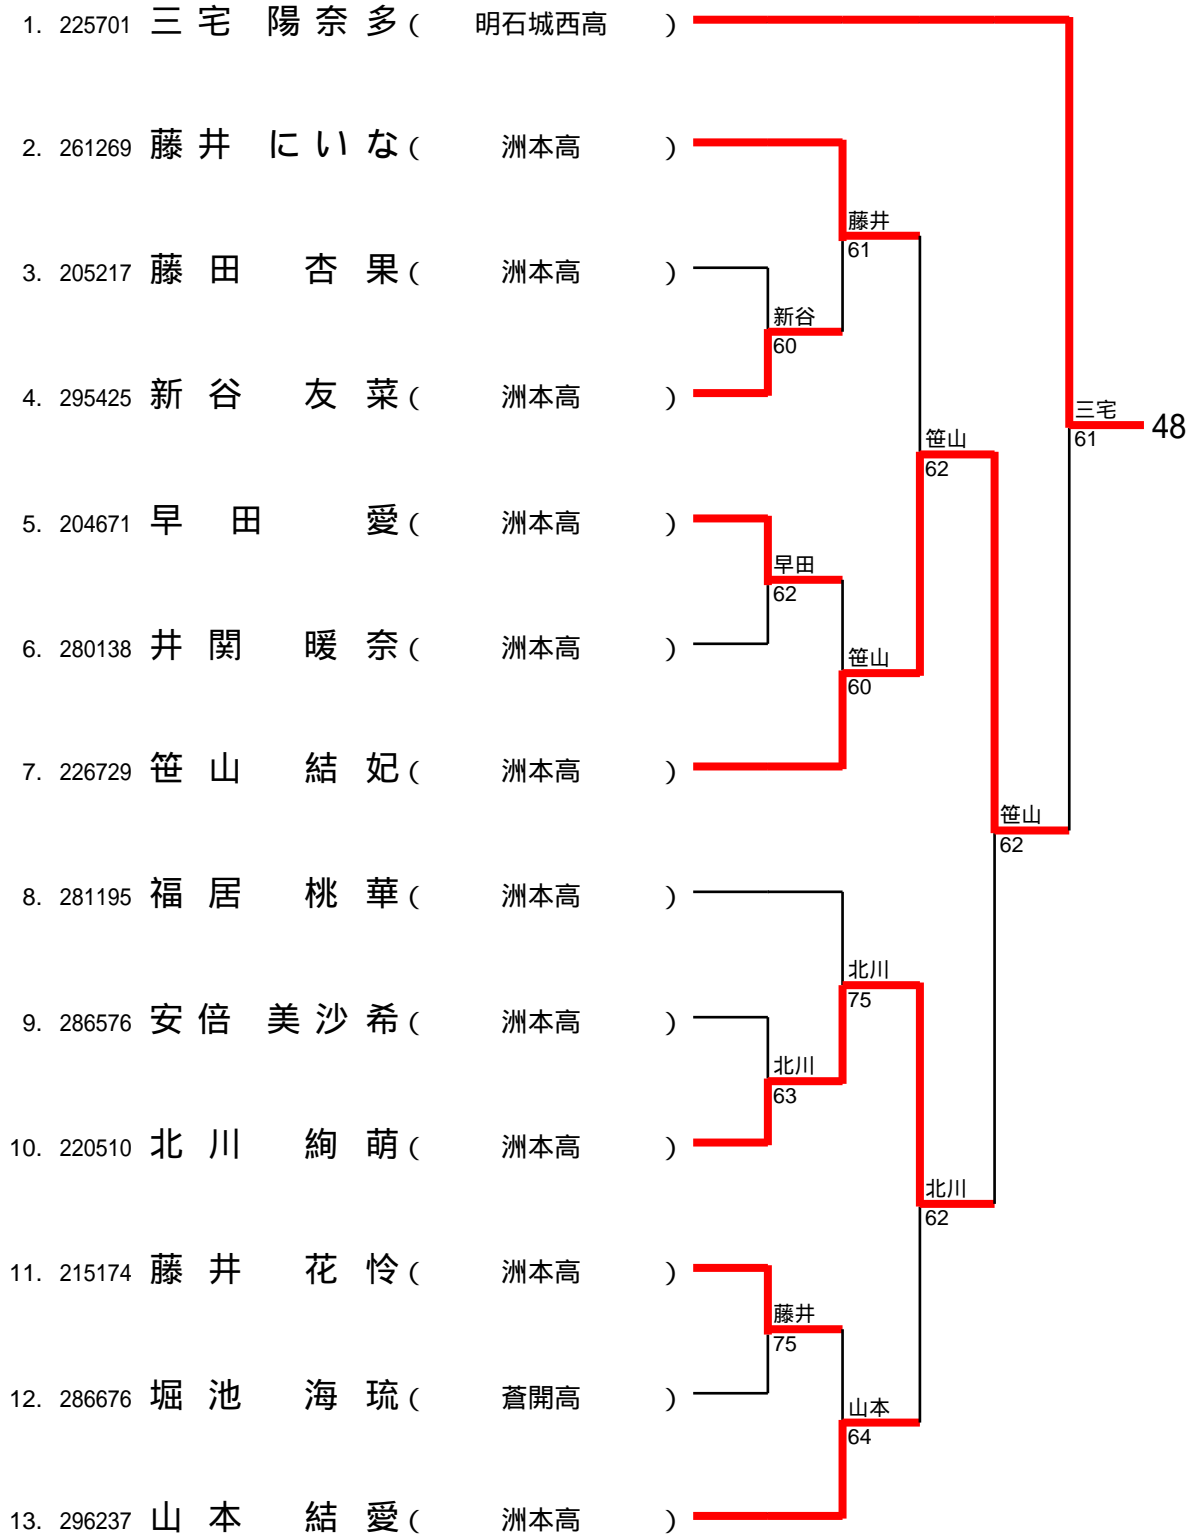 1. 225701 三宅 陽奈多 ( 明石城西高 )
2. 261269 藤井 にいな ( 洲本高 )
藤井
61
3. 205217 藤田 杏果 ( 洲本高 )
新谷
60
4. 295425 新谷 友菜 ( 洲本高 )
三宅
61
48
笹山
62
5. 204671 早田 愛 ( 洲本高 )
早田
62
6. 280138 井関 暖奈 ( 洲本高 )
笹山
60
7. 226729 笹山 結妃 ( 洲本高 )
笹山
62
8. 281195 福居 桃華 ( 洲本高 )
北川
75
9. 286576 安倍 美沙希 ( 洲本高 )
北川
63
10. 220510 北川 絢萌 ( 洲本高 )
北川
62
11. 215174 藤井 花怜 ( 洲本高 )
藤井
75
12. 286676 堀池 海琉 ( 蒼開高 )
山本
64
13. 296237 山本 結愛 ( 洲本高 )